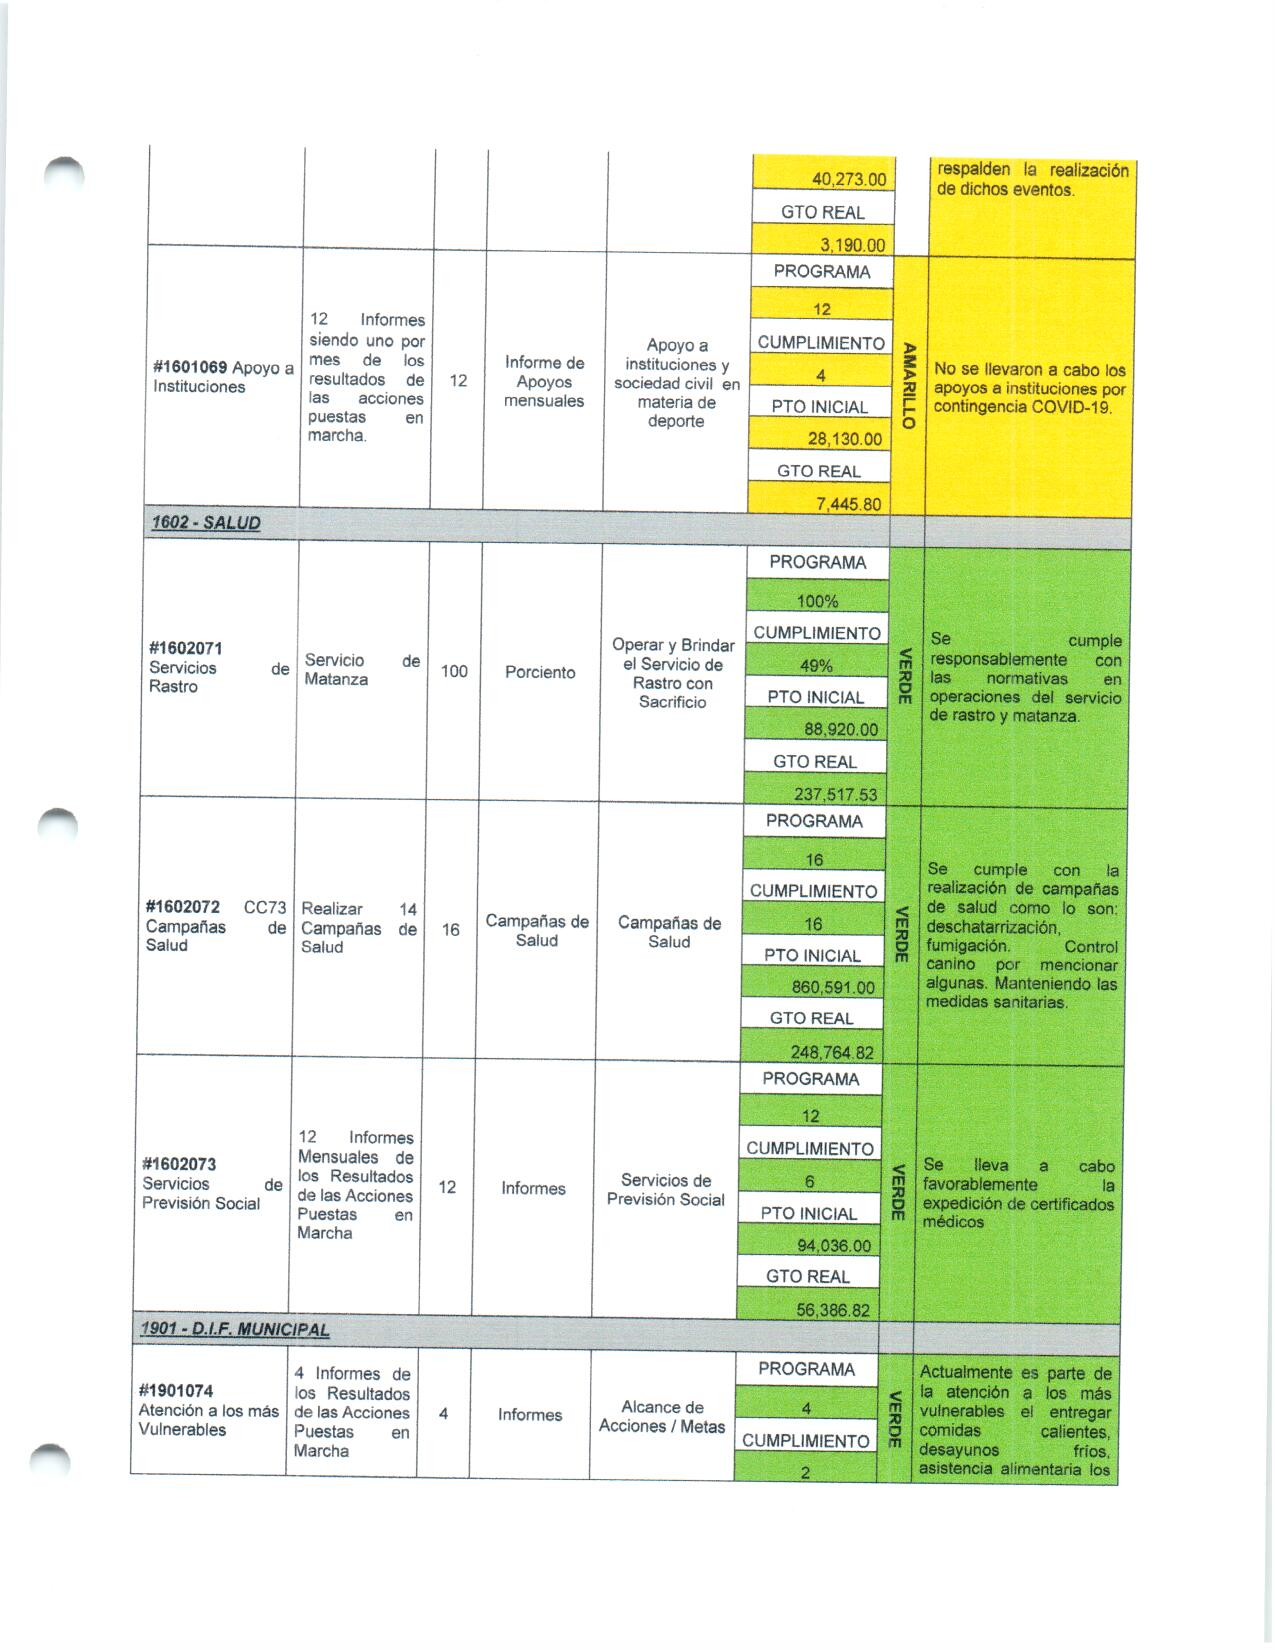 40,273.00
GTO REAL
3,190.00
respalden la realización
de dichos eventos.
#1601069 Apoyo a
Instituciones
12 Informes
siendo uno por
mes de los
resultados de
las acciones
puestas en
marcha.
12
Informe de
Apoyos
mensuales
Apoyo a
instituciones y
sociedad civil en
materia de
deporte
PROGRAMA
12
CUMPLIMIENTO
4
PTO INICIAL
28,130.00
GTO REAL
7,445.80
AMARILLO
No se llevaron a cabo los
apoyos a instituciones por
contingencia COVID-19.
1602 - SALUD
#1602071
Servicios de
Rastro
Servicio de
Matanza
100
Porciento
Operar y Brindar
el Servicio de
Rastro con
Sacrificio
PROGRAMA
100%
CUMPLIMIENTO
49%
PTO INICIAL
88,920.00
GTO REAL
237,517.53
VERDE
Se cumple
responsablemente con
las normativas en
operaciones del servicio
de rastro y matanza.
#1602072 CC73
Campañas de
Salud
Realizar 14
Campañas de
Salud
16
Campañas de
Salud
Campañas de
Salud
PROGRAMA
16
CUMPLIMIENTO
16
PTO INICIAL
860,591.00
GTO REAL
248,764.82
VERDE
Se cumple con la
realización de campañas
de salud como lo son:
deschatarrización,
fumigación. Control
canino por mencionar
algunas. Manteniendo las
medidas sanitarias.
#1602073
Servicios de
Previsión Social
12 Informes
Mensuales de
los Resultados
de las Acciones
Puestas en
Marcha
12
Informes
Servicios de
Previsión Social
PROGRAMA
12
CUMPLIMIENTO
6
PTO INICIAL
94,036.00
GTO REAL
56,386.82
VERDE
Se lleva a cabo
favorablemente la
expedición de certificados
médicos
1901 - D.I.F. MUNICIPAL
#1901074
Atención a los más
Vulnerables
4 Informes de
los Resultados
de las Acciones
Puestas en
Marcha
4
Informes
Alcance de
Acciones / Metas
PROGRAMA
4
CUMPLIMIENTO
2
VERDE
Actualmente es parte de
la atención a los más
vulnerables el entregar
comidas calientes,
desayunos fríos,
asistencia alimentaria los